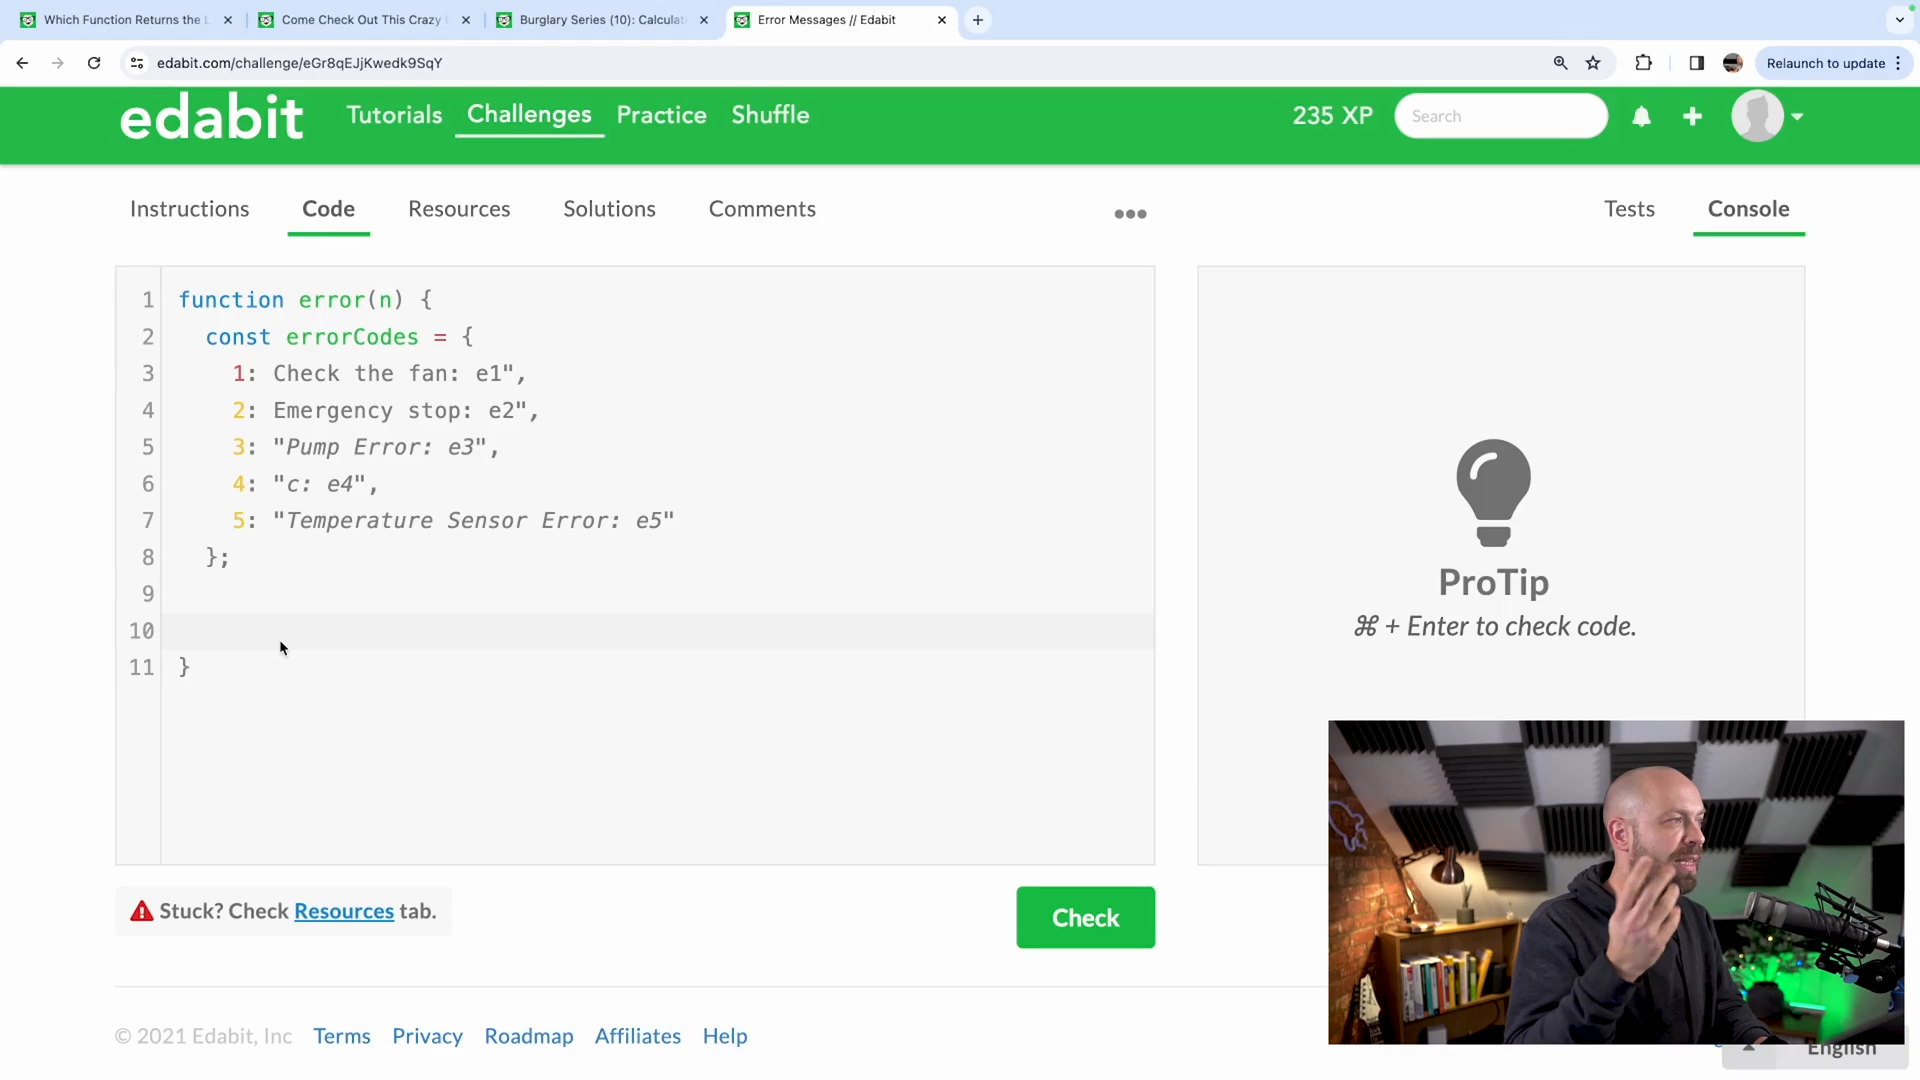 Which Function Returns the
Come Check Out This Crazy
Burglary Series (10): Calculat
Error Messages // Edabit
edabit.com/challenge/eGr8qEJjKwedk9SqY
Relaunch to update
edabit
Tutorials
Challenges
Practice
Shuffle
235 XP
Search
Instructions
Code
Resources
Solutions
Comments
Tests
Console
1 function error(n) {
2 const errorCodes = {
3 1: Check the fan: e1",
4 2: Emergency stop: e2",
5 3: "Pump Error: e3",
6 4: "c: e4",
7 5: "Temperature Sensor Error: e5"
8 };
9
10
11 }
ProTip
⌘ + Enter to check code.
Stuck? Check Resources tab.
Check
© 2021 Edabit, Inc
Terms
Privacy
Roadmap
Affiliates
Help
English